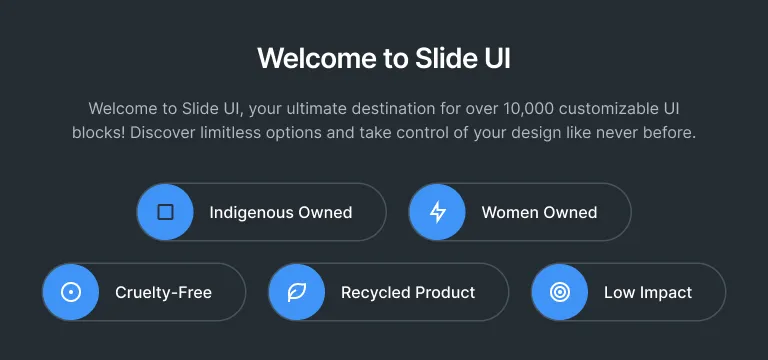 Welcome to Slide UI
Welcome to Slide UI, your ultimate destination for over 10,000 customizable UI
blocks! Discover limitless options and take control of your design like never before.
Indigenous Owned
Women Owned
Cruelty-Free
Recycled Product
Low Impact